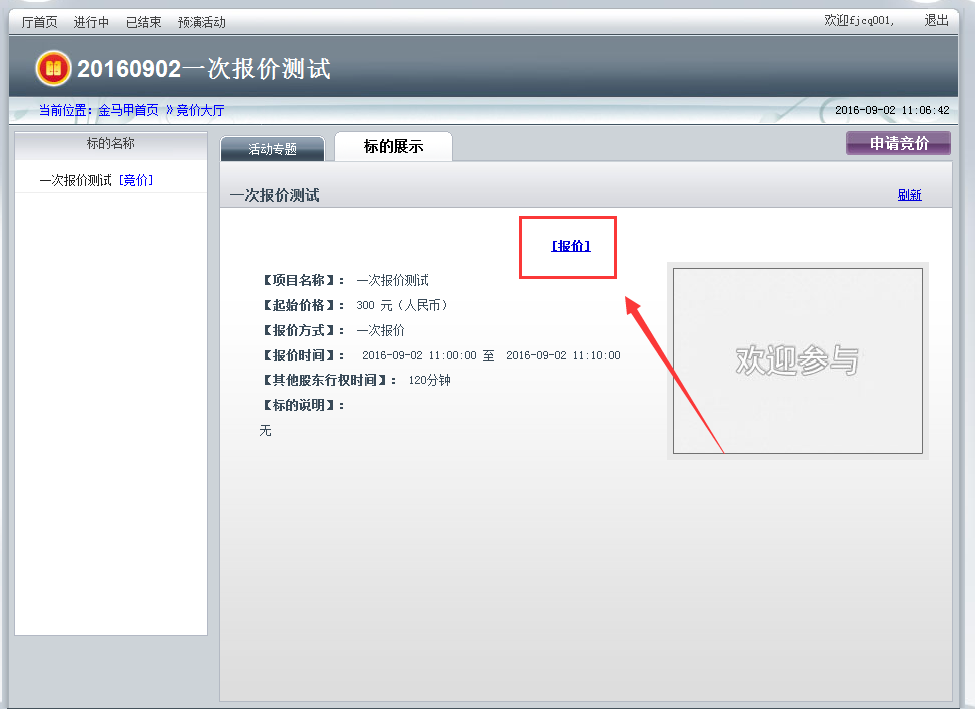 厅首页 进行中 已结束 预演活动 欢迎fjcq001, 退出
20160902一次报价测试
当前位置：金马甲首页 》竞价大厅 2016-09-02 11:06:42
标的名称
一次报价测试 [竞价]
活动专题 标的展示 申请竞价
一次报价测试 刷新
[报价]
【项目名称】： 一次报价测试
【起始价格】： 300 元（人民币）
【报价方式】： 一次报价
【报价时间】： 2016-09-02 11:00:00 至 2016-09-02 11:10:00
【其他股东行权时间】： 120分钟
【标的说明】：
无
欢迎参与